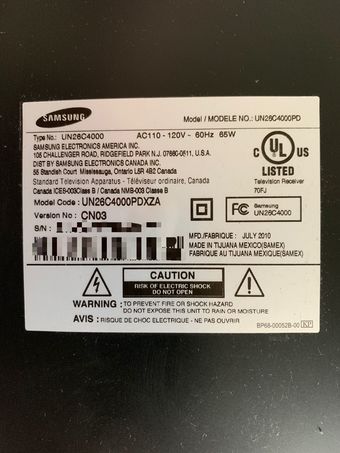 SAMSUNG
Model / MODELE NO.: UN26C4000PD
Type No.: UN26C4000 AC110 - 120V ~ 60Hz 65W
SAMSUNG ELECTRONICS AMERICA INC.
105 CHALLENGER ROAD, RIDGEFIELD PARK N.J. 07660-0511, USA
DIST BY SAMSUNG ELECTRONICS CANADA INC.
55 Standish Court Mississauga, Ontario L5R 4B2 Canada
Standard Television Apparatus - Téléviseur ordinaire, Canada
Canada ICES-003Class B / Canada NMB-003 Classe B
C UL US
LISTED
Television Receiver
70FJ
Model Code : UN26C4000PDXZA
Version No : CN03
S/N :
FC Samsung
UN26C4000
MFD./FABRIQUE : JULY 2010
MADE IN TIJUANA MEXICO(SAMEX)
FABRIQUE AU TIJUANA MEXIQUE(SAMEX)
CAUTION
RISK OF ELECTRIC SHOCK
DO NOT OPEN
WARNING : TO PREVENT FIRE OR SHOCK HAZARD
DO NOT EXPOSE THIS UNIT TO RAIN OR MOISTURE
AVIS : RISQUE DE CHOC ELECTRIQUE - NE PAS OUVRIR
BP68-00052B-00 KP